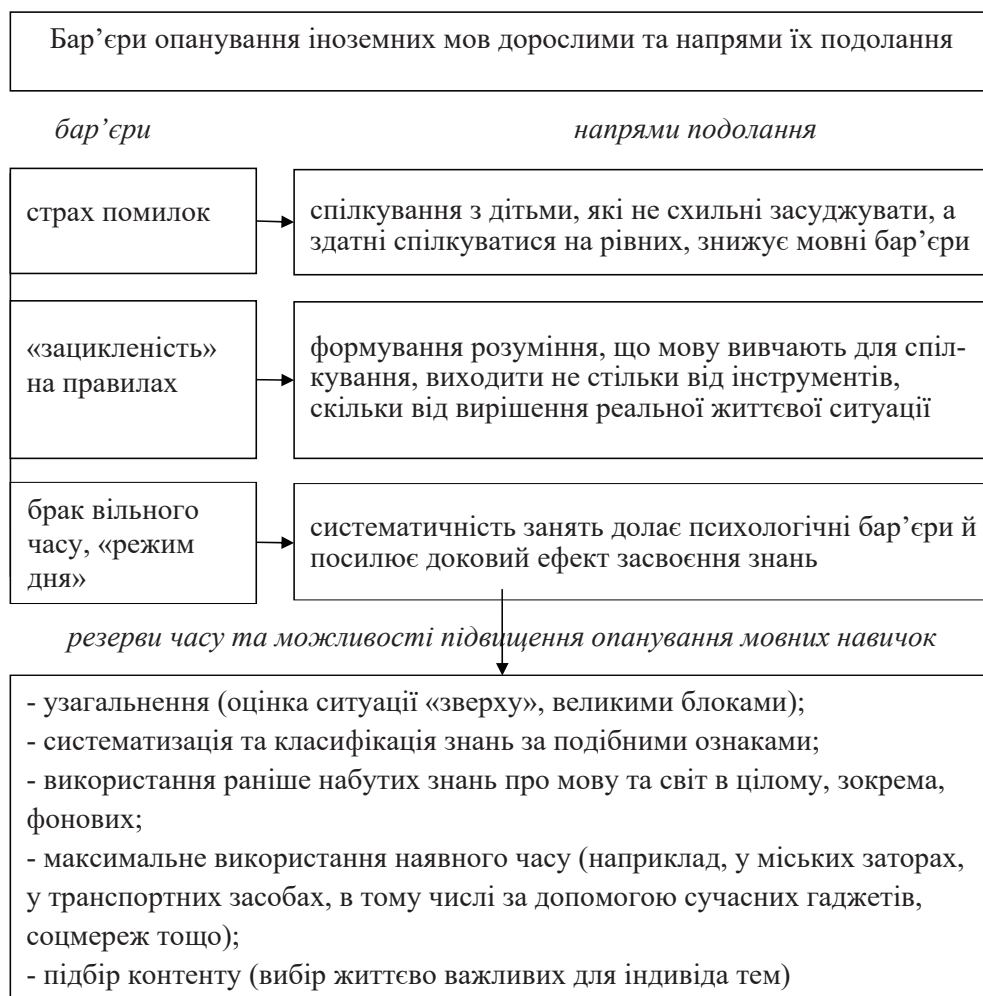 Бар’єри опанування іноземних мов дорослими та напрями їх подолання
бар’єри
напрями подолання
страх помилок
спілкування з дітьми, які не схильні засуджувати, а
здатні спілкуватися на рівних, знижує мовні бар’єри
«зацикленість»
на правилах
формування розуміння, що мову вивчають для спіл-
кування, виходити не стільки від інструментів,
скільки від вирішення реальної життєвої ситуації
брак вільного
часу, «режим
дня»
систематичність занять долає психологічні бар’єри й
посилює доковий ефект засвоєння знань
резерви часу та можливості підвищення опанування мовних навичок
- узагальнення (оцінка ситуації «зверху», великими блоками);
- систематизація та класифікація знань за подібними ознаками;
- використання раніше набутих знань про мову та світ в цілому, зокрема,
фонових;
- максимальне використання наявного часу (наприклад, у міських заторах,
у транспортних засобах, в тому числі за допомогою сучасних гаджетів,
соцмереж тощо);
- підбір контенту (вибір життєво важливих для індивіда тем)